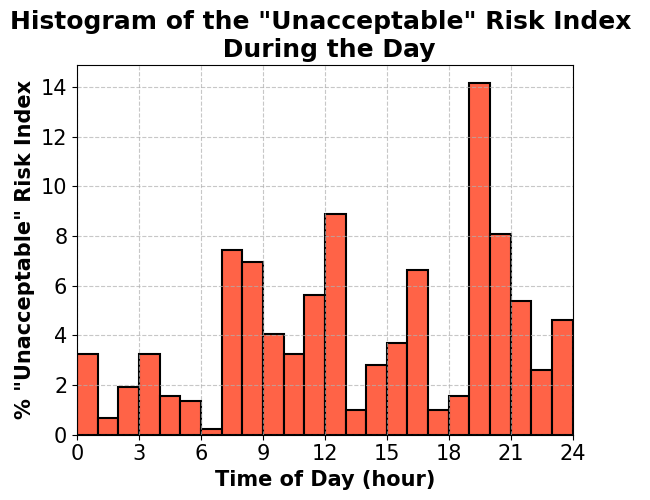 Histogram of the "Unacceptable" Risk Index
During the Day
% "Unacceptable" Risk Index
14
12
10
8
6
4
2
0
0 3 6 9 12 15 18 21 24
Time of Day (hour)